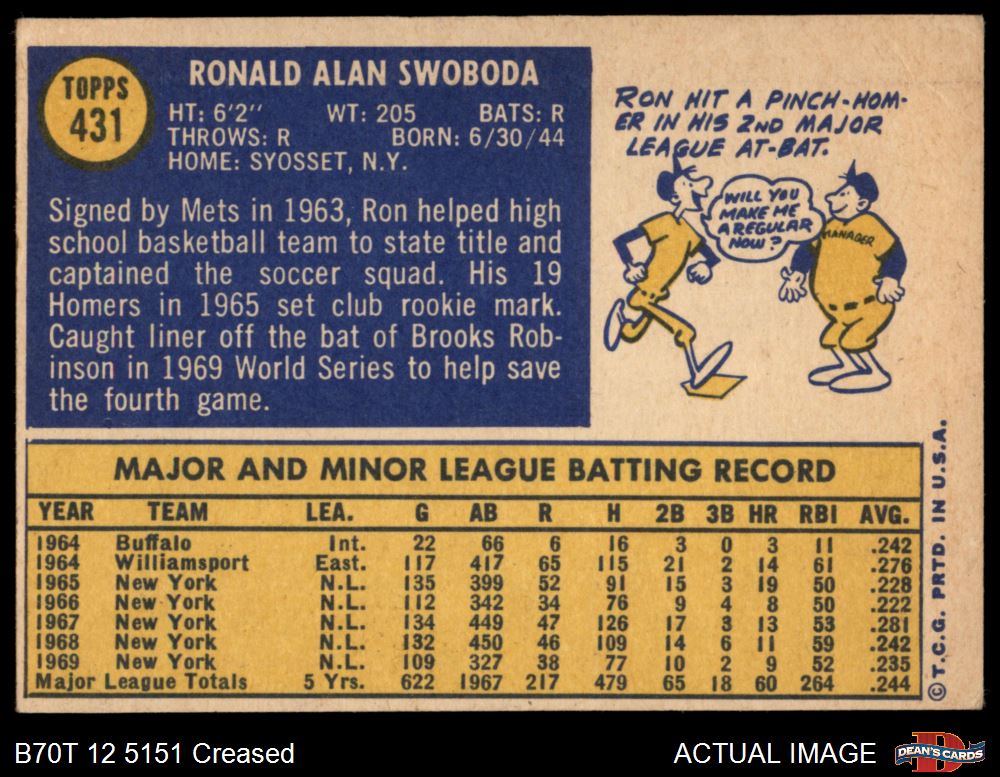 TOPPS
431
RONALD ALAN SWOBODA
HT: 6'2" WT: 205 BATS: R
THROWS: R BORN: 6/30/44
HOME: SYOSSET, N.Y.
Signed by Mets in 1963, Ron helped high
school basketball team to state title and
captained the soccer squad. His 19
Homers in 1965 set club rookie mark.
Caught liner off the bat of Brooks Rob-
inson in 1969 World Series to help save
the fourth game.
RON HIT A PINCH-HOM-
ER IN HIS 2ND MAJOR
LEAGUE AT-BAT.
WILL YOU
MAKE ME
A REGULAR
NOW?
MANAGER
MAJOR AND MINOR LEAGUE BATTING RECORD
YEAR TEAM LEA. G AB R H 2B 3B HR RBI AVG.
1964 Buffalo Int. 22 66 6 16 3 0 3 11 .242
1964 Williamsport East. 117 417 65 115 21 2 14 61 .276
1965 New York N.L. 135 399 52 91 15 3 19 50 .228
1966 New York N.L. 112 342 34 76 9 4 8 50 .222
1967 New York N.L. 134 449 47 126 17 3 13 53 .281
1968 New York N.L. 132 450 46 109 14 6 11 59 .242
1969 New York N.L. 109 327 38 77 10 2 9 52 .235
Major League Totals 5 Yrs. 622 1967 217 479 65 18 60 264 .244
© T.C.G. PRTD. IN U.S.A.
B70T 12 5151 Creased
ACTUAL IMAGE
D
DEAN'S CARDS